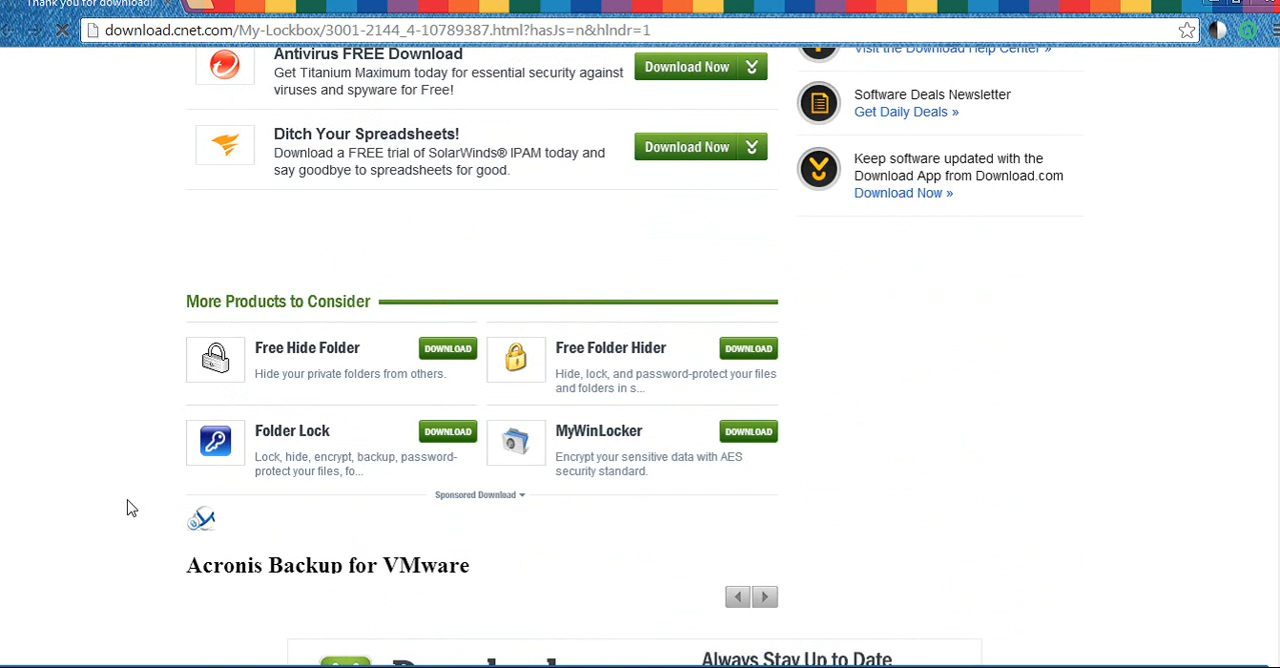 Thank you for download
download.cnet.com/My-Lockbox/3001-2144_4-10789387.html?hasJs=n&hlndr=1
Antivirus FREE Download
Get Titanium Maximum today for essential security against
viruses and spyware for Free!
Download Now
Ditch Your Spreadsheets!
Download a FREE trial of SolarWinds® IPAM today and
say goodbye to spreadsheets for good.
Download Now
Visit the Download Help Center »
Software Deals Newsletter
Get Daily Deals »
Keep software updated with the
Download App from Download.com
Download Now »
More Products to Consider
Free Hide Folder
DOWNLOAD
Hide your private folders from others.
Free Folder Hider
DOWNLOAD
Hide, lock, and password-protect your files
and folders in s...
Folder Lock
DOWNLOAD
Lock, hide, encrypt, backup, password-
protect your files, fo...
MyWinLocker
DOWNLOAD
Encrypt your sensitive data with AES
security standard.
Sponsored Download
Acronis Backup for VMware
Always Stay Up to Date